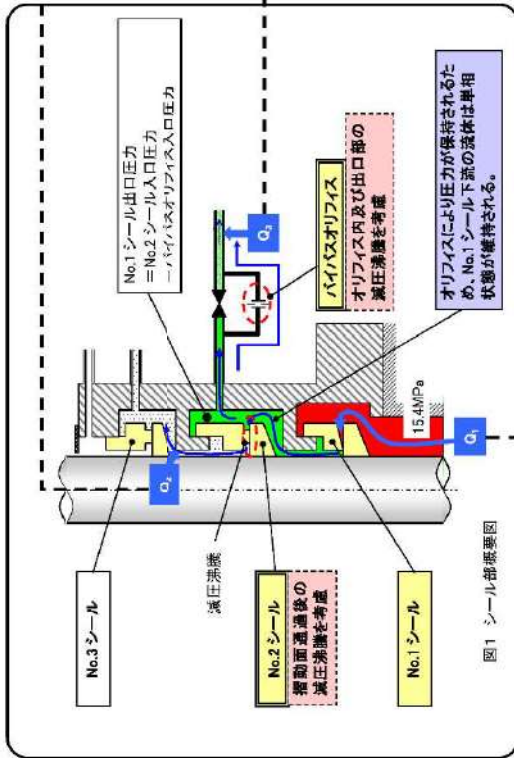 No.3 シール
減圧沸騰
No.2 シール
摺動面通過後の
減圧沸騰を考慮
No.1 シール
図1 シール部概要図
No.1 シール出口圧力
＝No.2 シール入口圧力
＝バイパスオリフィス入口圧力
Q₃
バイパスオリフィス
オリフィス内及び出口部の
減圧沸騰を考慮
オリフィスにより圧力が保持されるた
め、No.1 シール下流の流体は単相
状態が維持される。
Q₂
15.4MPa
Q₁